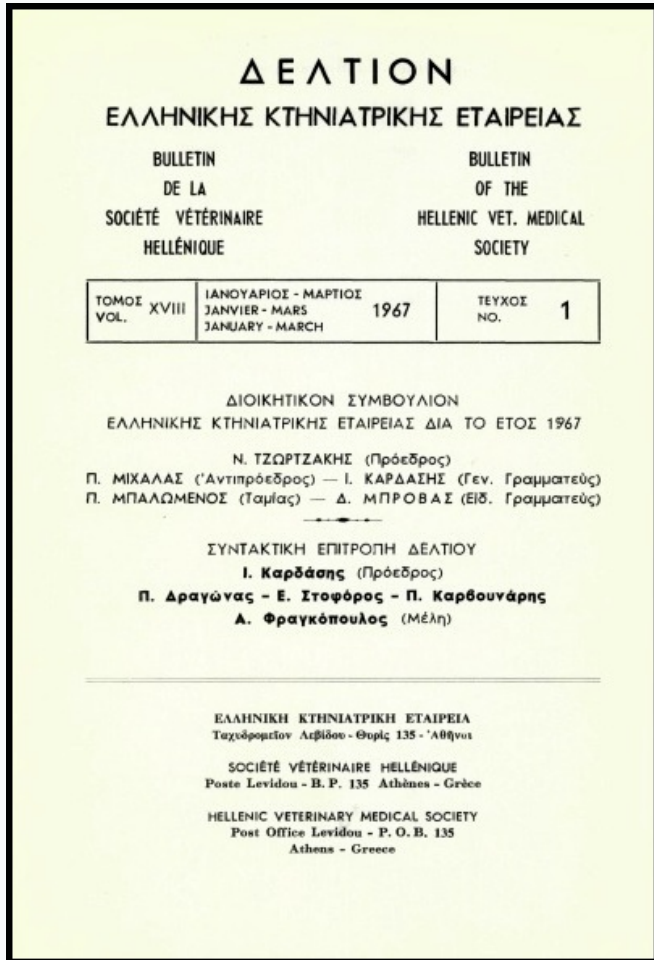 ΔΕΛΤΙΟΝ
ΕΛΛΗΝΙΚΗΣ ΚΤΗΝΙΑΤΡΙΚΗΣ ΕΤΑΙΡΕΙΑΣ
BULLETIN
DE LA
SOCIÉTÉ VÉTÉRINAIRE
HELLÉNIQUE
BULLETIN
OF THE
HELLENIC VET. MEDICAL
SOCIETY
ΤΟΜΟΣ
VOL. XVIII
ΙΑΝΟΥΑΡΙΟΣ - ΜΑΡΤΙΟΣ
JANVIER - MARS
JANUARY - MARCH
1967
ΤΕΥΧΟΣ
NO. 1
ΔΙΟΙΚΗΤΙΚΟΝ ΣΥΜΒΟΥΛΙΟΝ
ΕΛΛΗΝΙΚΗΣ ΚΤΗΝΙΑΤΡΙΚΗΣ ΕΤΑΙΡΕΙΑΣ ΔΙΑ ΤΟ ΕΤΟΣ 1967
Ν. ΤΖΩΡΤΖΑΚΗΣ (Πρόεδρος)
Π. ΜΙΧΑΛΑΣ (Ἀντιπρόεδρος) — Ι. ΚΑΡΔΑΣΗΣ (Γεν. Γραμματεὺς)
Π. ΜΠΑΛΩΜΕΝΟΣ (Ταμίας) — Δ. ΜΠΡΟΒΑΣ (Εἰδ. Γραμματεὺς)
ΣΥΝΤΑΚΤΙΚΗ ΕΠΙΤΡΟΠΗ ΔΕΛΤΙΟΥ
Ι. Καρδάσης (Πρόεδρος)
Π. Δραγώνας - Ε. Στοφόρος - Π. Καρβουνάρης
Α. Φραγκόπουλος (Μέλη)
ΕΛΛΗΝΙΚΗ ΚΤΗΝΙΑΤΡΙΚΗ ΕΤΑΙΡΕΙΑ
Ταχυδρομεῖον Λεβίδου - Θυρὶς 135 - Ἀθῆναι
SOCIÉTÉ VÉTÉRINAIRE HELLÉNIQUE
Poste Levidou - B. P. 135 Athènes - Grèce
HELLENIC VETERINARY MEDICAL SOCIETY
Post Office Levidou - P. O. B. 135
Athens - Greece